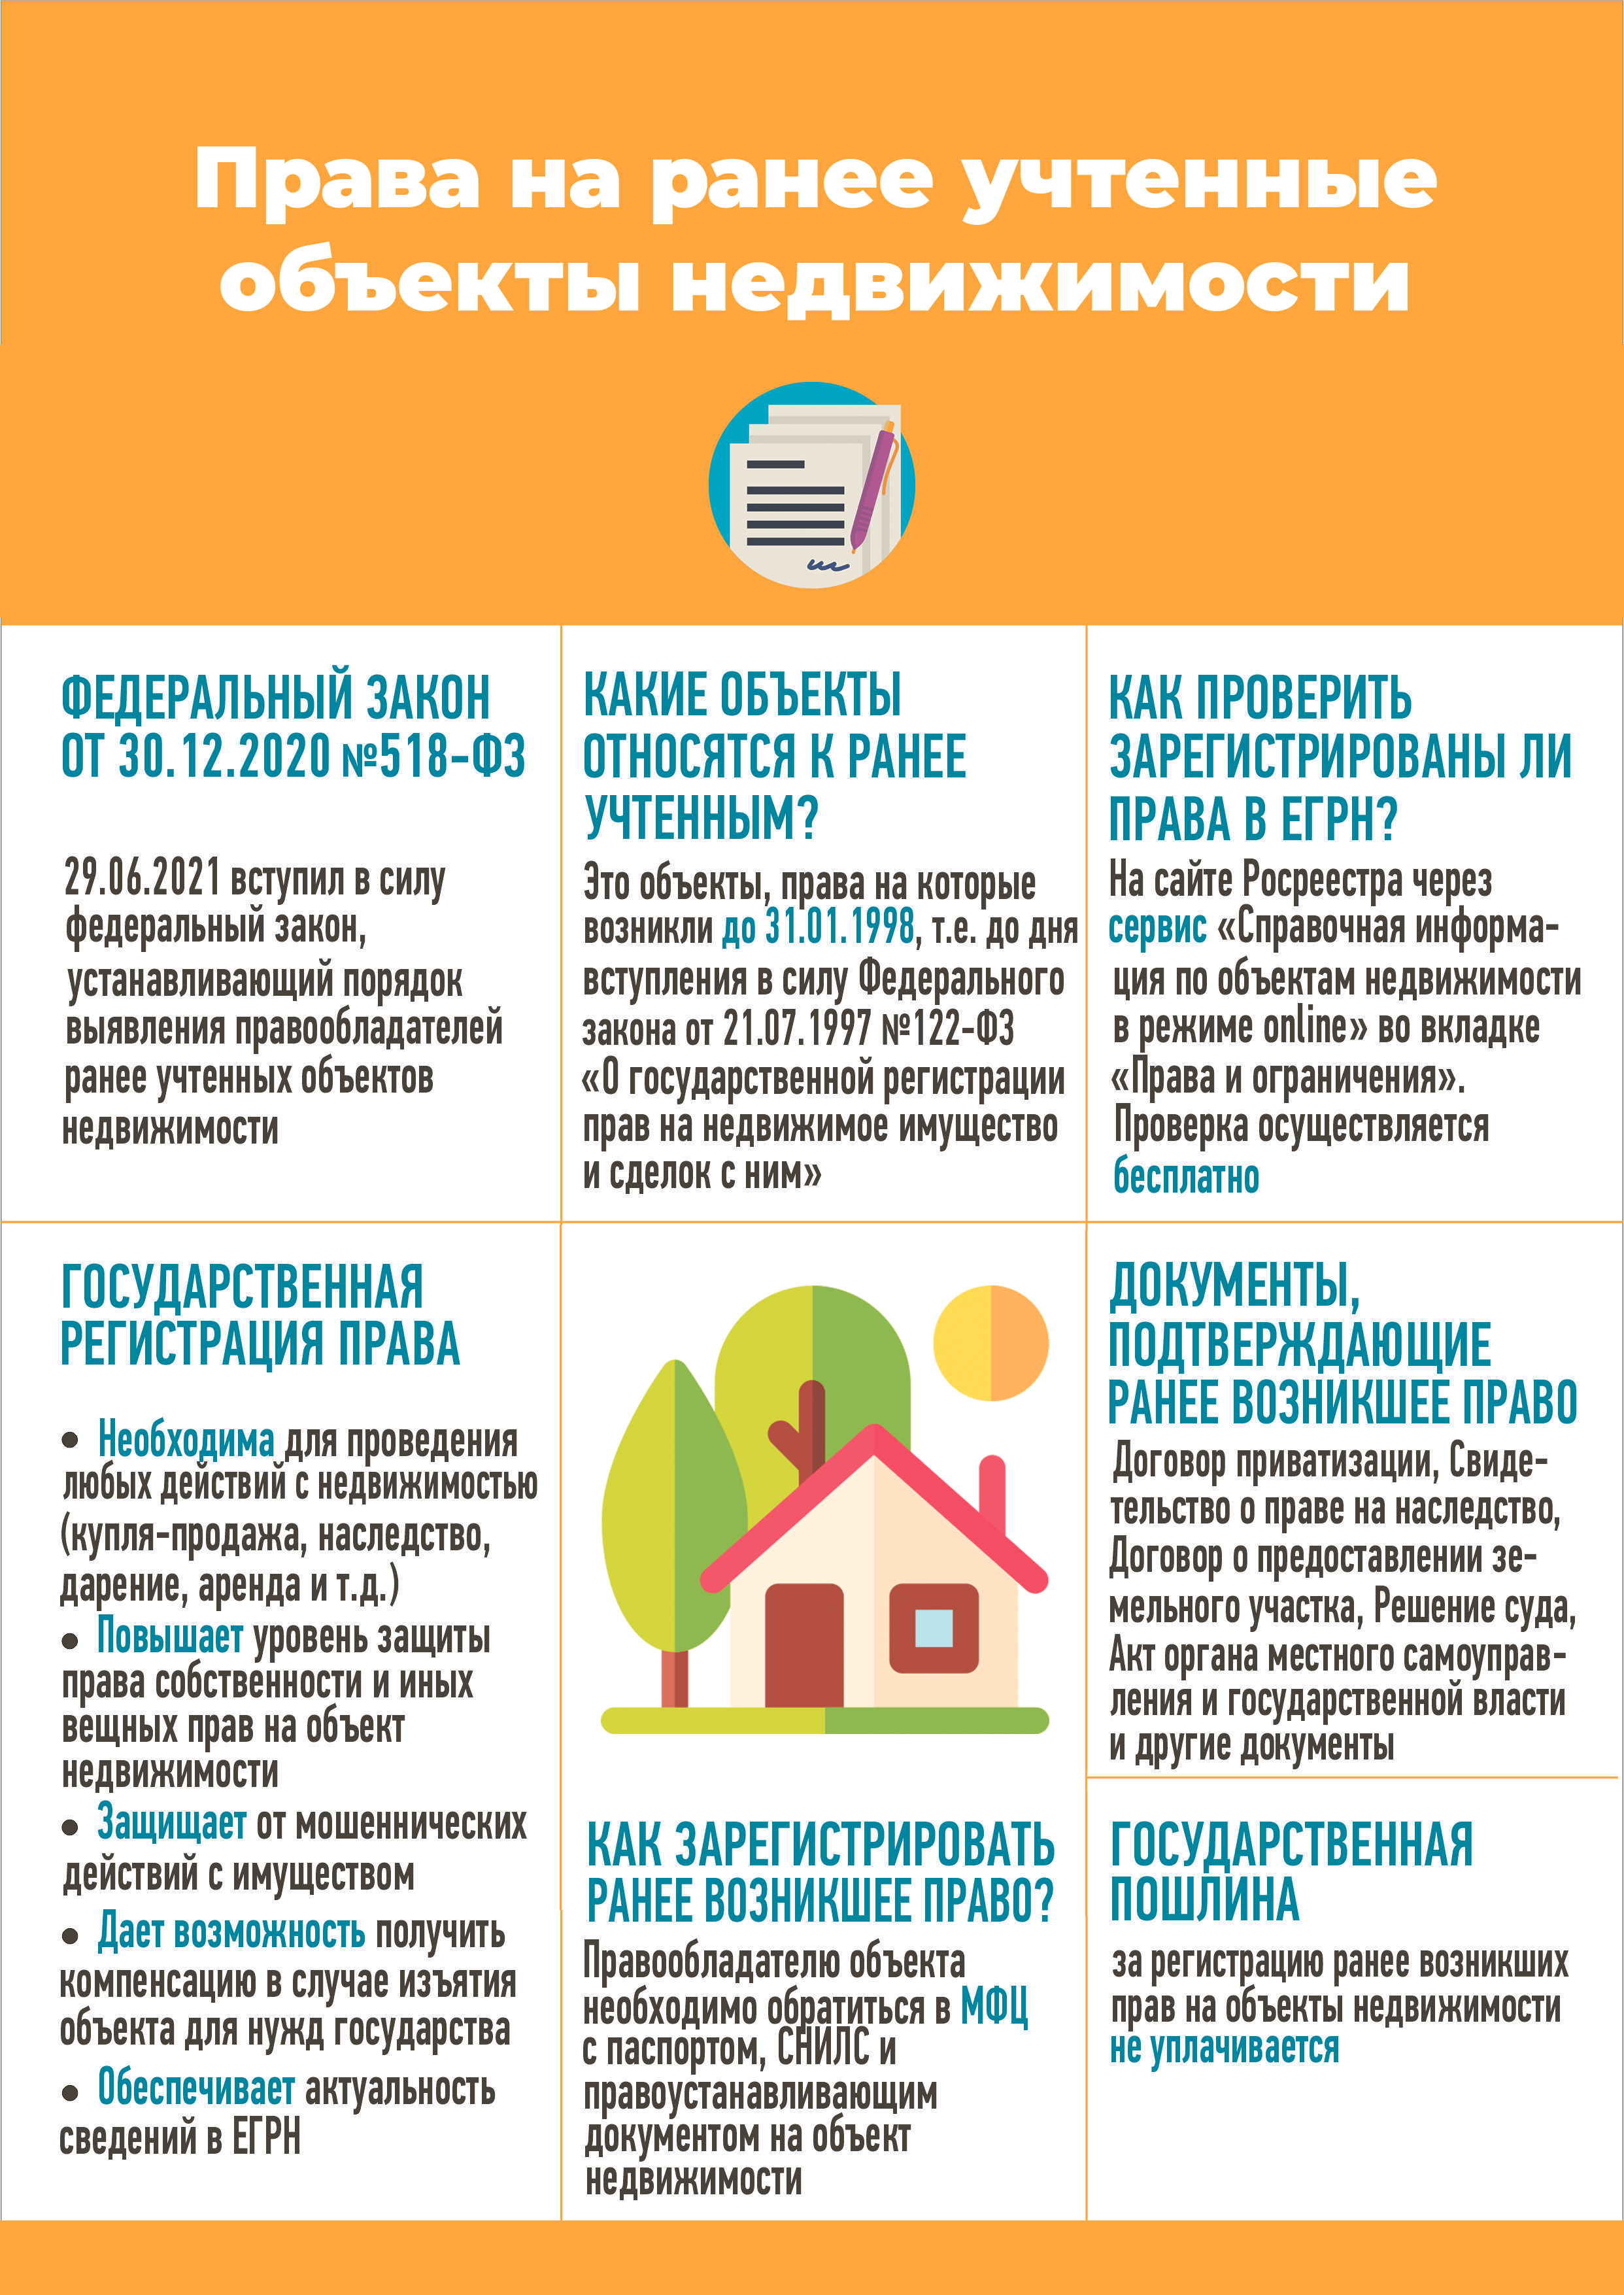 Права на ранее учтенные
объекты недвижимости
ФЕДЕРАЛЬНЫЙ ЗАКОН
ОТ 30.12.2020 №518-ФЗ
29.06.2021 вступил в силу
федеральный закон,
устанавливающий порядок
выявления правообладателей
ранее учтенных объектов
недвижимости
КАКИЕ ОБЪЕКТЫ
ОТНОСЯТСЯ К РАНЕЕ
УЧТЕННЫМ?
Это объекты, права на которые
возникли до 31.01.1998, т.е. до дня
вступления в силу Федерального
закона от 21.07.1997 №122-ФЗ
«О государственной регистрации
прав на недвижимое имущество
и сделок с ним»
КАК ПРОВЕРИТЬ
ЗАРЕГИСТРИРОВАНЫ ЛИ
ПРАВА В ЕГРН?
На сайте Росреестра через
сервис «Справочная информа-
ция по объектам недвижимости
в режиме online» во вкладке
«Права и ограничения».
Проверка осуществляется
бесплатно
ГОСУДАРСТВЕННАЯ
РЕГИСТРАЦИЯ ПРАВА
• Необходима для проведения
любых действий с недвижимостью
(купля-продажа, наследство,
дарение, аренда и т.д.)
• Повышает уровень защиты
права собственности и иных
вещных прав на объект
недвижимости
• Защищает от мошеннических
действий с имуществом
• Дает возможность получить
компенсацию в случае изъятия
объекта для нужд государства
• Обеспечивает актуальность
сведений в ЕГРН
КАК ЗАРЕГИСТРИРОВАТЬ
РАНЕЕ ВОЗНИКШЕЕ ПРАВО?
Правообладателю объекта
необходимо обратиться в МФЦ
с паспортом, СНИЛС и
правоустанавливающим
документом на объект
недвижимости
ДОКУМЕНТЫ,
ПОДТВЕРЖДАЮЩИЕ
РАНЕЕ ВОЗНИКШЕЕ ПРАВО
Договор приватизации, Свиде-
тельство о праве на наследство,
Договор о предоставлении зе-
мельного участка, Решение суда,
Акт органа местного самоуправ-
ления и государственной власти
и другие документы
ГОСУДАРСТВЕННАЯ
ПОШЛИНА
за регистрацию ранее возникших
прав на объекты недвижимости
не уплачивается